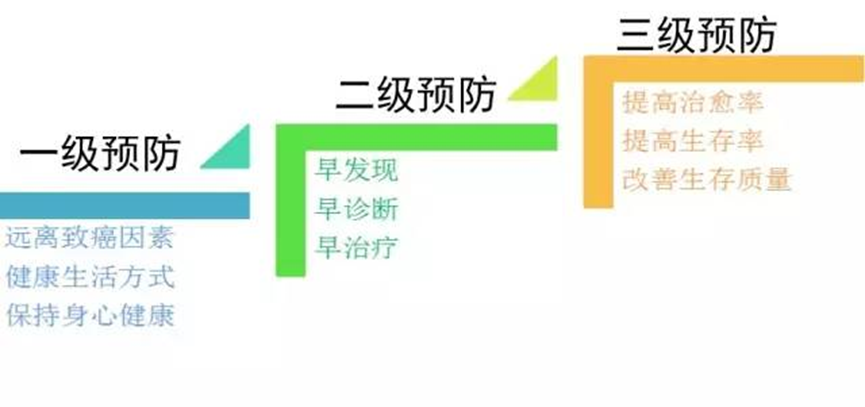 一级预防
远离致癌因素
健康生活方式
保持身心健康
二级预防
早发现
早诊断
早治疗
三级预防
提高治愈率
提高生存率
改善生存质量